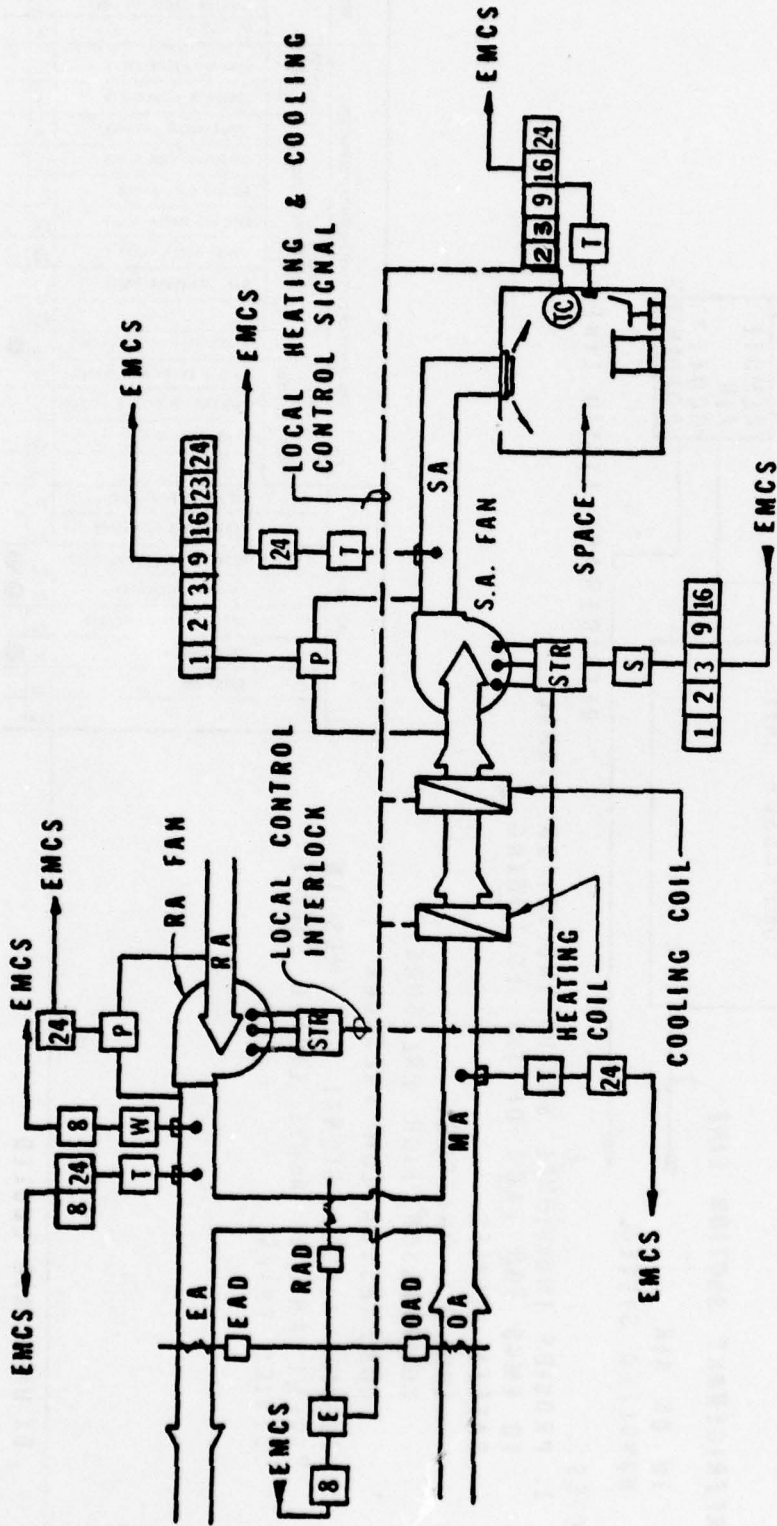 EMCS
EMCS
EMCS
8 24
8
24
T
W
P
RA FAN
RA
EA
EAD
RAD
STR
LOCAL CONTROL
INTERLOCK
EMCS
8
E
OAD
OA
MA
T
24
EMCS
HEATING
COIL
COOLING COIL
EMCS
1 2 3 9 16 23 24
P
EMCS
24
T
LOCAL HEATING & COOLING
CONTROL SIGNAL
SA
S.A. FAN
STR
S
1 2 3 9 16
EMCS
SPACE
TC
T
2 3 9 16 24
EMCS